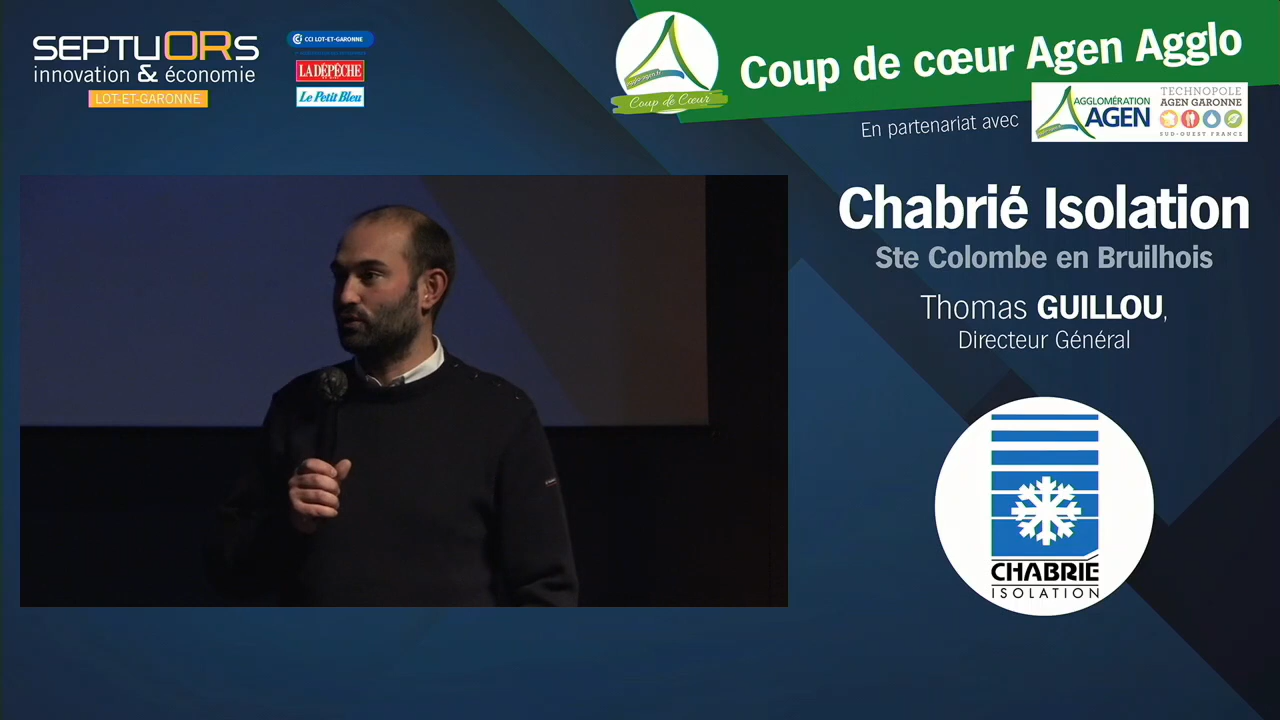 SEPTUORS
innovation & économie
LOT-ET-GARONNE
CCI LOT-ET-GARONNE
LA DÉPÊCHE
Le Petit Bleu
Coup de Cœur
Coup de cœur Agen Agglo
En partenariat avec
AGGLOMÉRATION
AGEN
TECHNOPOLE
AGEN GARONNE
SUD-OUEST FRANCE
Chabrié Isolation
Ste Colombe en Bruilhois
Thomas GUILLOU,
Directeur Général
CHABRIÉ
ISOLATION